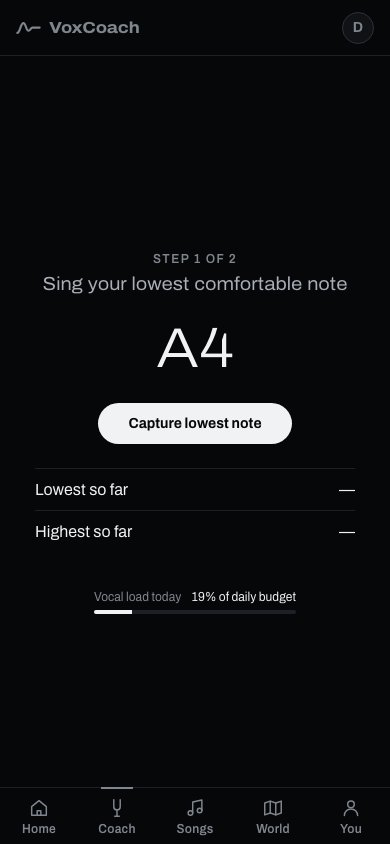 VoxCoach
D
STEP 1 OF 2
Sing your lowest comfortable note
A4
Capture lowest note
Lowest so far —
Highest so far —
Vocal load today 19% of daily budget
Home Coach Songs World You